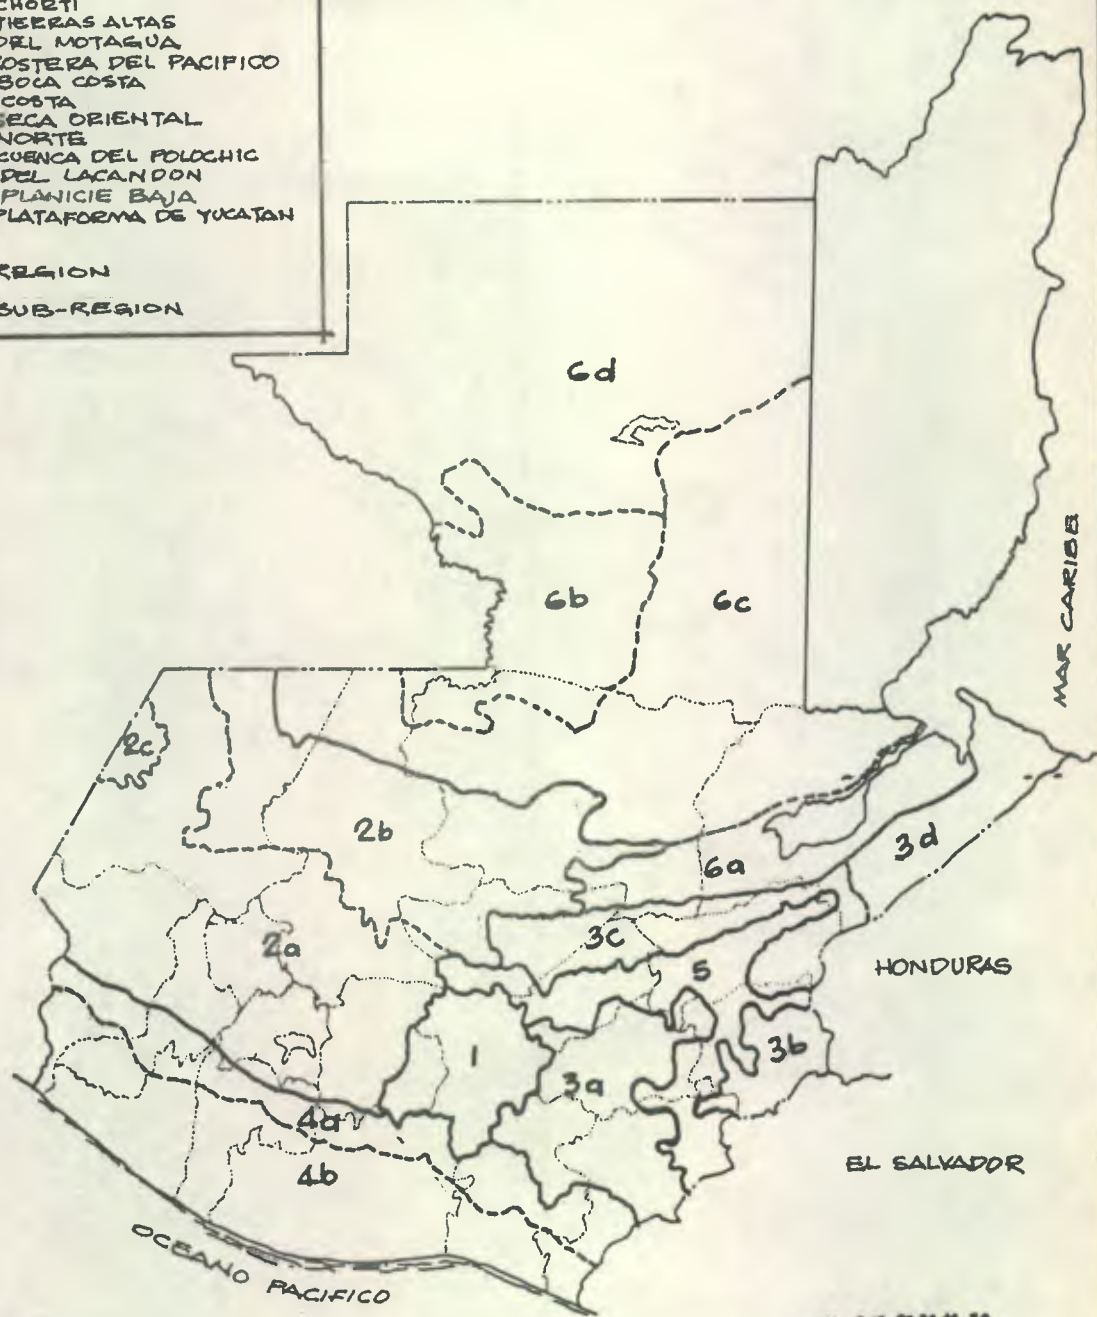 CHORTI
TIERRAS ALTAS
DEL MOTAGUA
COSTERA DEL PACIFICO
BOCA COSTA
COSTA
SECA ORIENTAL
NORTE
CUENCA DEL POLOCHIC
DEL LACANDON
PLANICIE BAJA
PLATAFORMA DE YUCATAN
REGION
SUB-REGION
6d
6b
6c
MAR CARIBE
2c
2b
3d
6a
2a
3c
5
HONDURAS
1
3b
3a
4a
4b
EL SALVADOR
OCEANO PACIFICO